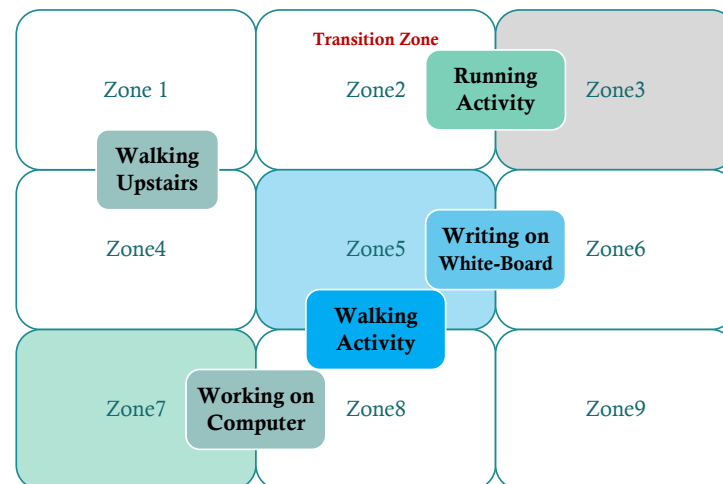 Transition Zone
Zone 1
Zone2
Running
Activity
Zone3
Walking
Upstairs
Zone4
Zone5
Writing on
White-Board
Zone6
Walking
Activity
Zone7
Working on
Computer
Zone8
Zone9